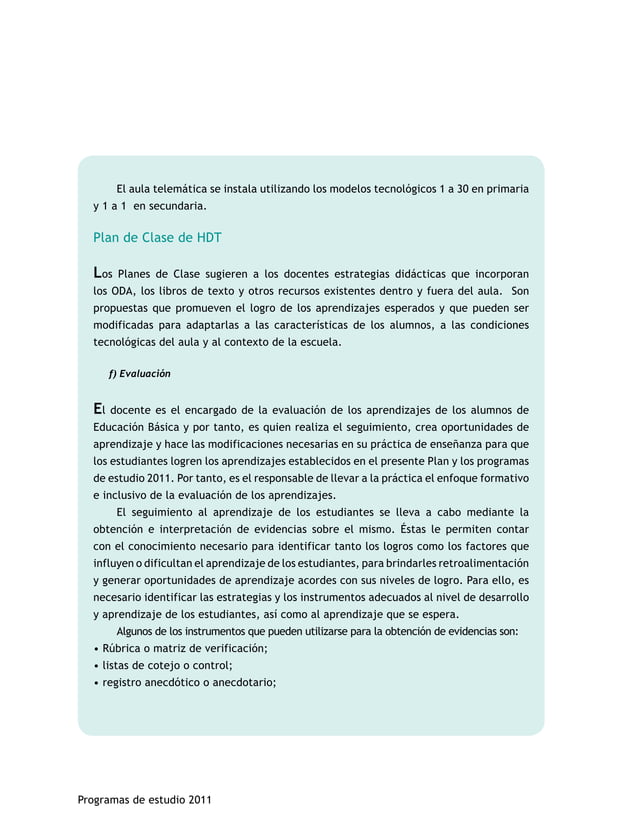 El aula telemática se instala utilizando los modelos tecnológicos 1 a 30 en primaria
y 1 a 1 en secundaria.
Plan de Clase de HDT
Los Planes de Clase sugieren a los docentes estrategias didácticas que incorporan
los ODA, los libros de texto y otros recursos existentes dentro y fuera del aula. Son
propuestas que promueven el logro de los aprendizajes esperados y que pueden ser
modificadas para adaptarlas a las características de los alumnos, a las condiciones
tecnológicas del aula y al contexto de la escuela.
f) Evaluación
El docente es el encargado de la evaluación de los aprendizajes de los alumnos de
Educación Básica y por tanto, es quien realiza el seguimiento, crea oportunidades de
aprendizaje y hace las modificaciones necesarias en su práctica de enseñanza para que
los estudiantes logren los aprendizajes establecidos en el presente Plan y los programas
de estudio 2011. Por tanto, es el responsable de llevar a la práctica el enfoque formativo
e inclusivo de la evaluación de los aprendizajes.
El seguimiento al aprendizaje de los estudiantes se lleva a cabo mediante la
obtención e interpretación de evidencias sobre el mismo. Éstas le permiten contar
con el conocimiento necesario para identificar tanto los logros como los factores que
influyen o dificultan el aprendizaje de los estudiantes, para brindarles retroalimentación
y generar oportunidades de aprendizaje acordes con sus niveles de logro. Para ello, es
necesario identificar las estrategias y los instrumentos adecuados al nivel de desarrollo
y aprendizaje de los estudiantes, así como al aprendizaje que se espera.
Algunos de los instrumentos que pueden utilizarse para la obtención de evidencias son:
• Rúbrica o matriz de verificación;
• listas de cotejo o control;
• registro anecdótico o anecdotario;
Programas de estudio 2011